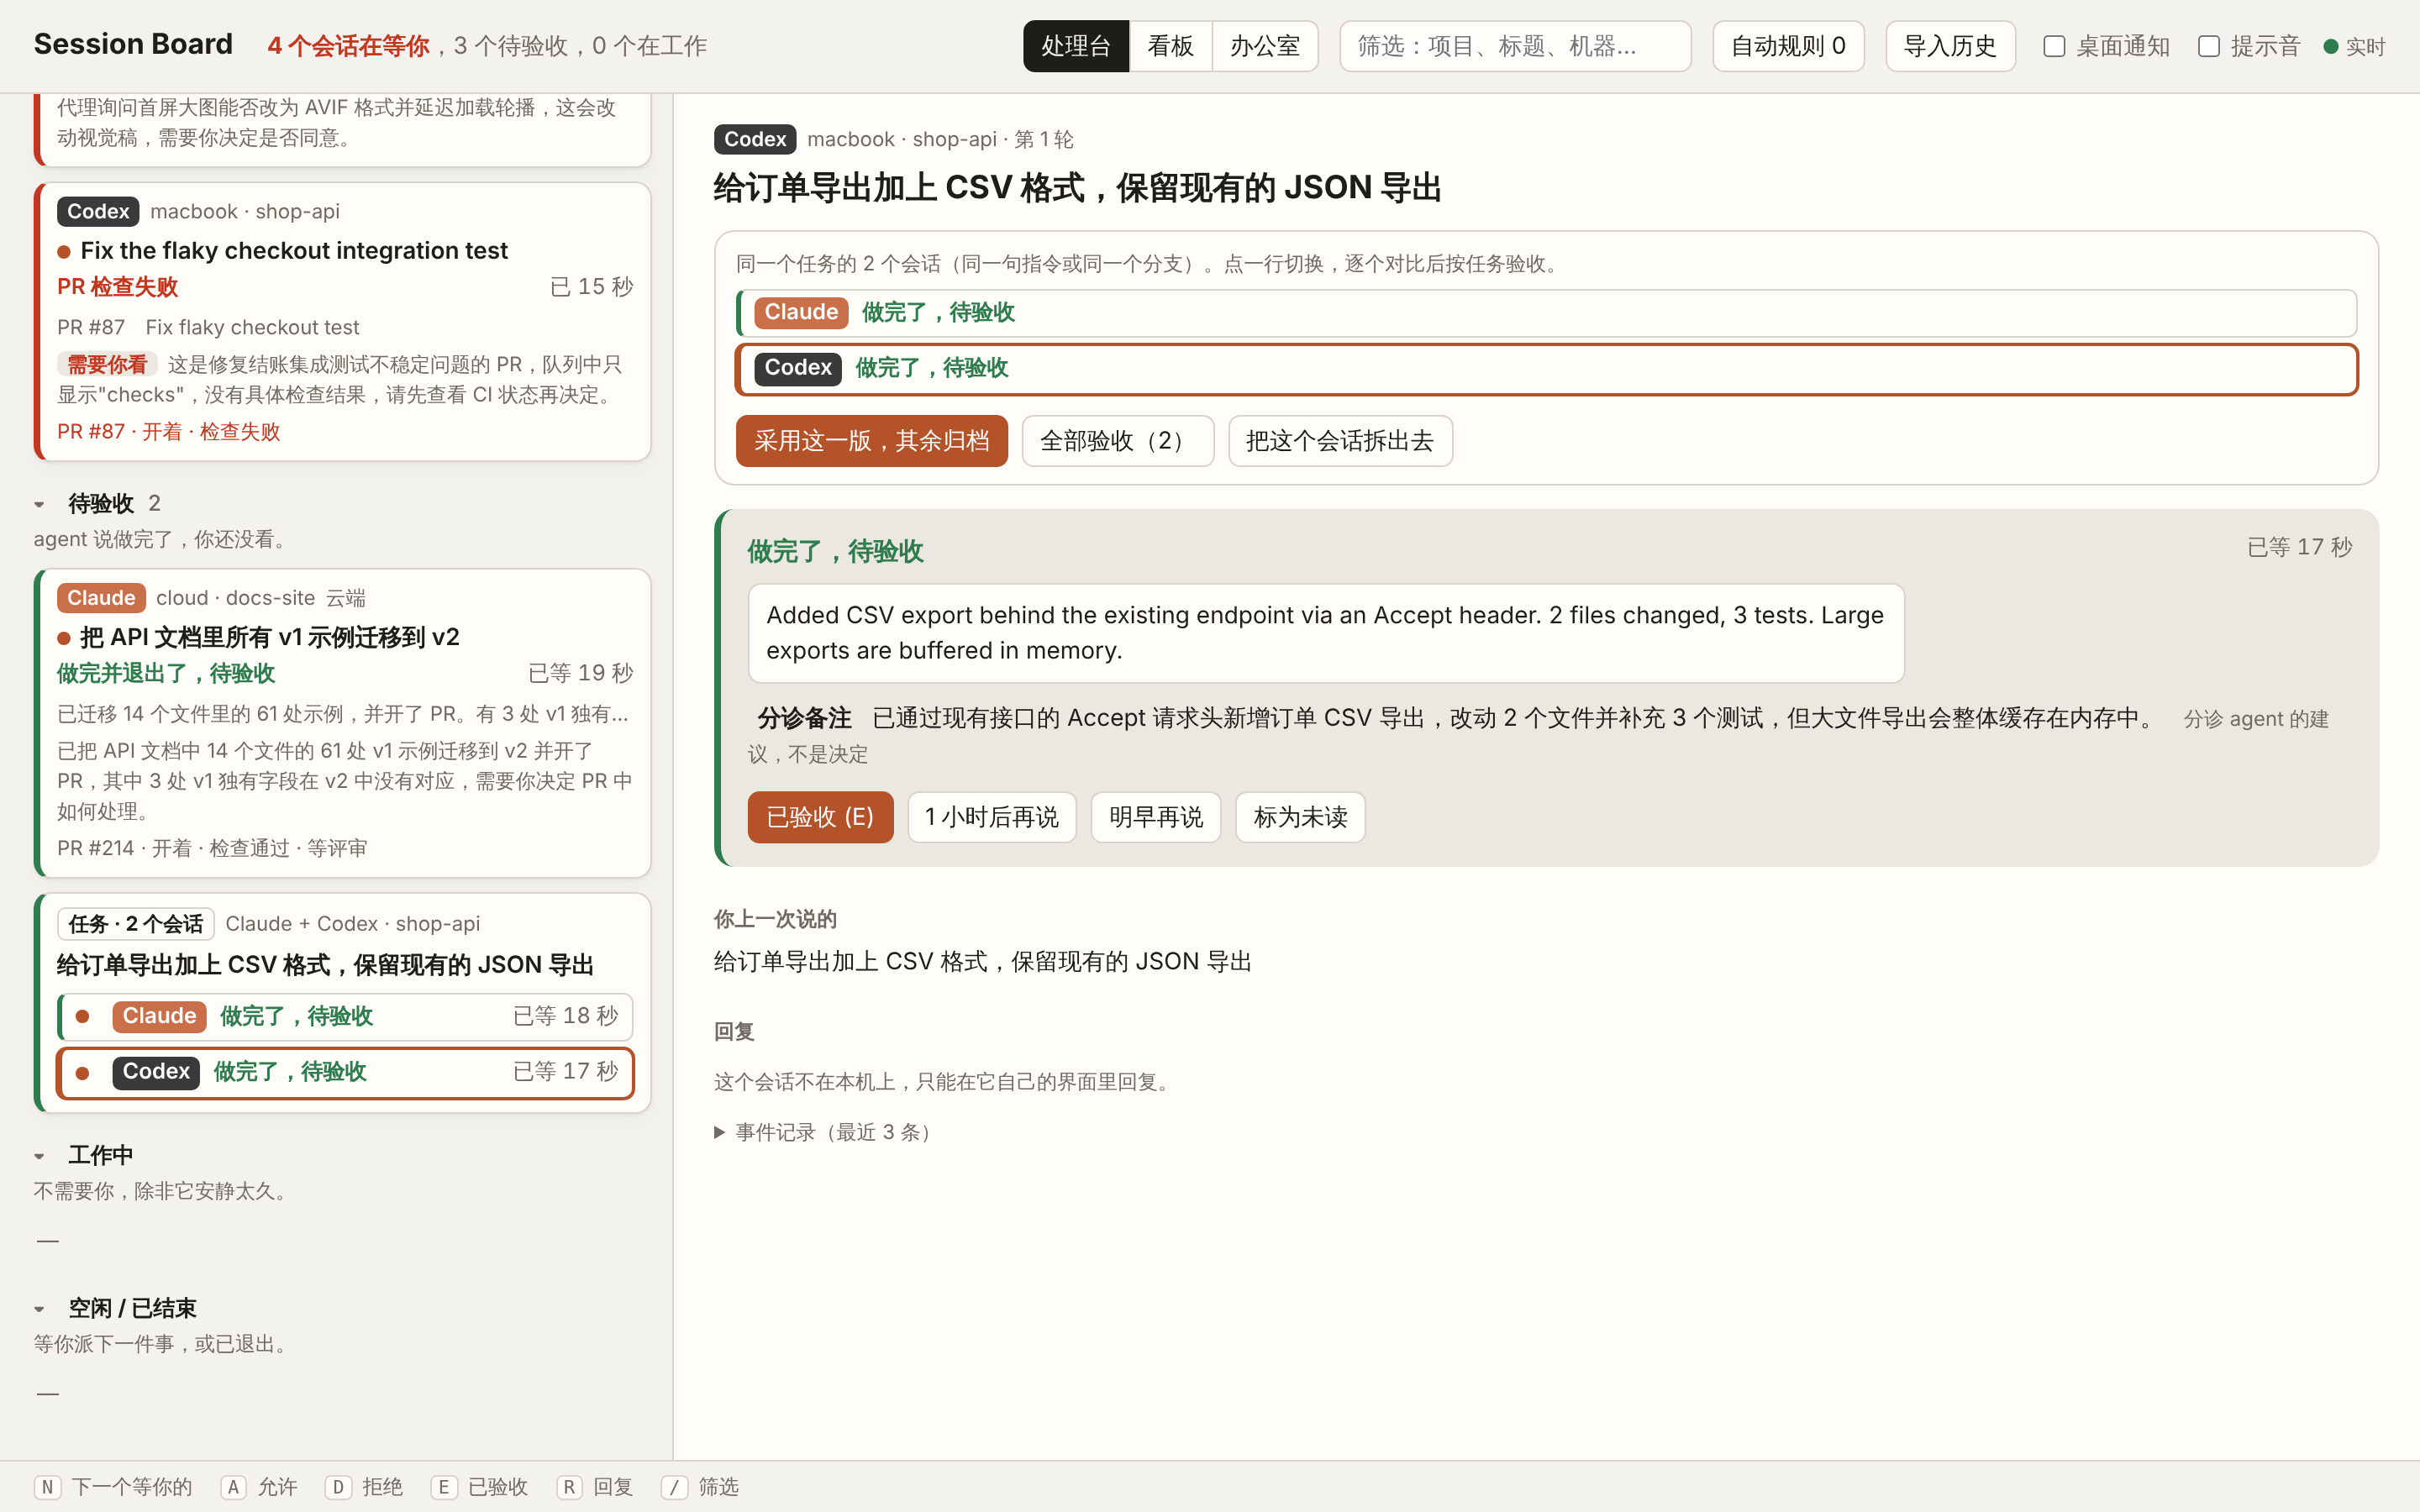 Session Board
4 个会话在等你，3 个待验收，0 个在工作
处理台
看板
办公室
筛选：项目、标题、机器...
自动规则 0
导入历史
桌面通知
提示音
实时
代理询问首屏大图能否改为 AVIF 格式并延迟加载轮播，这会改
动视觉稿，需要你决定是否同意。
Codex macbook · shop-api
Fix the flaky checkout integration test
PR 检查失败 已 15 秒
PR #87 Fix flaky checkout test
需要你看 这是修复结账集成测试不稳定问题的 PR，队列中只
显示"checks"，没有具体检查结果，请先查看 CI 状态再决定。
PR #87 · 开着 · 检查失败
待验收 2
agent 说做完了，你还没看。
Claude cloud · docs-site 云端
把 API 文档里所有 v1 示例迁移到 v2
做完并退出了，待验收 已等 19 秒
已迁移 14 个文件里的 61 处示例，并开了 PR。有 3 处 v1 独有...
已把 API 文档中 14 个文件的 61 处 v1 示例迁移到 v2 并开了
PR，其中 3 处 v1 独有字段在 v2 中没有对应，需要你决定 PR 中
如何处理。
PR #214 · 开着 · 检查通过 · 等评审
任务 · 2 个会话 Claude + Codex · shop-api
给订单导出加上 CSV 格式，保留现有的 JSON 导出
Claude 做完了，待验收 已等 18 秒
Codex 做完了，待验收 已等 17 秒
工作中
不需要你，除非它安静太久。
—
空闲 / 已结束
等你派下一件事，或已退出。
—
Codex macbook · shop-api · 第 1 轮
给订单导出加上 CSV 格式，保留现有的 JSON 导出
同一个任务的 2 个会话（同一句指令或同一个分支）。点一行切换，逐个对比后按任务验收。
Claude 做完了，待验收
Codex 做完了，待验收
采用这一版，其余归档
全部验收（2）
把这个会话拆出去
做完了，待验收 已等 17 秒
Added CSV export behind the existing endpoint via an Accept header. 2 files changed, 3 tests. Large
exports are buffered in memory.
分诊备注 已通过现有接口的 Accept 请求头新增订单 CSV 导出，改动 2 个文件并补充 3 个测试，但大文件导出会整体缓存在内存中。 分诊 agent 的建
议，不是决定
已验收 (E)
1 小时后再说
明早再说
标为未读
你上一次说的
给订单导出加上 CSV 格式，保留现有的 JSON 导出
回复
这个会话不在本机上，只能在它自己的界面里回复。
事件记录（最近 3 条）
N 下一个等你的 A 允许 D 拒绝 E 已验收 R 回复 / 筛选